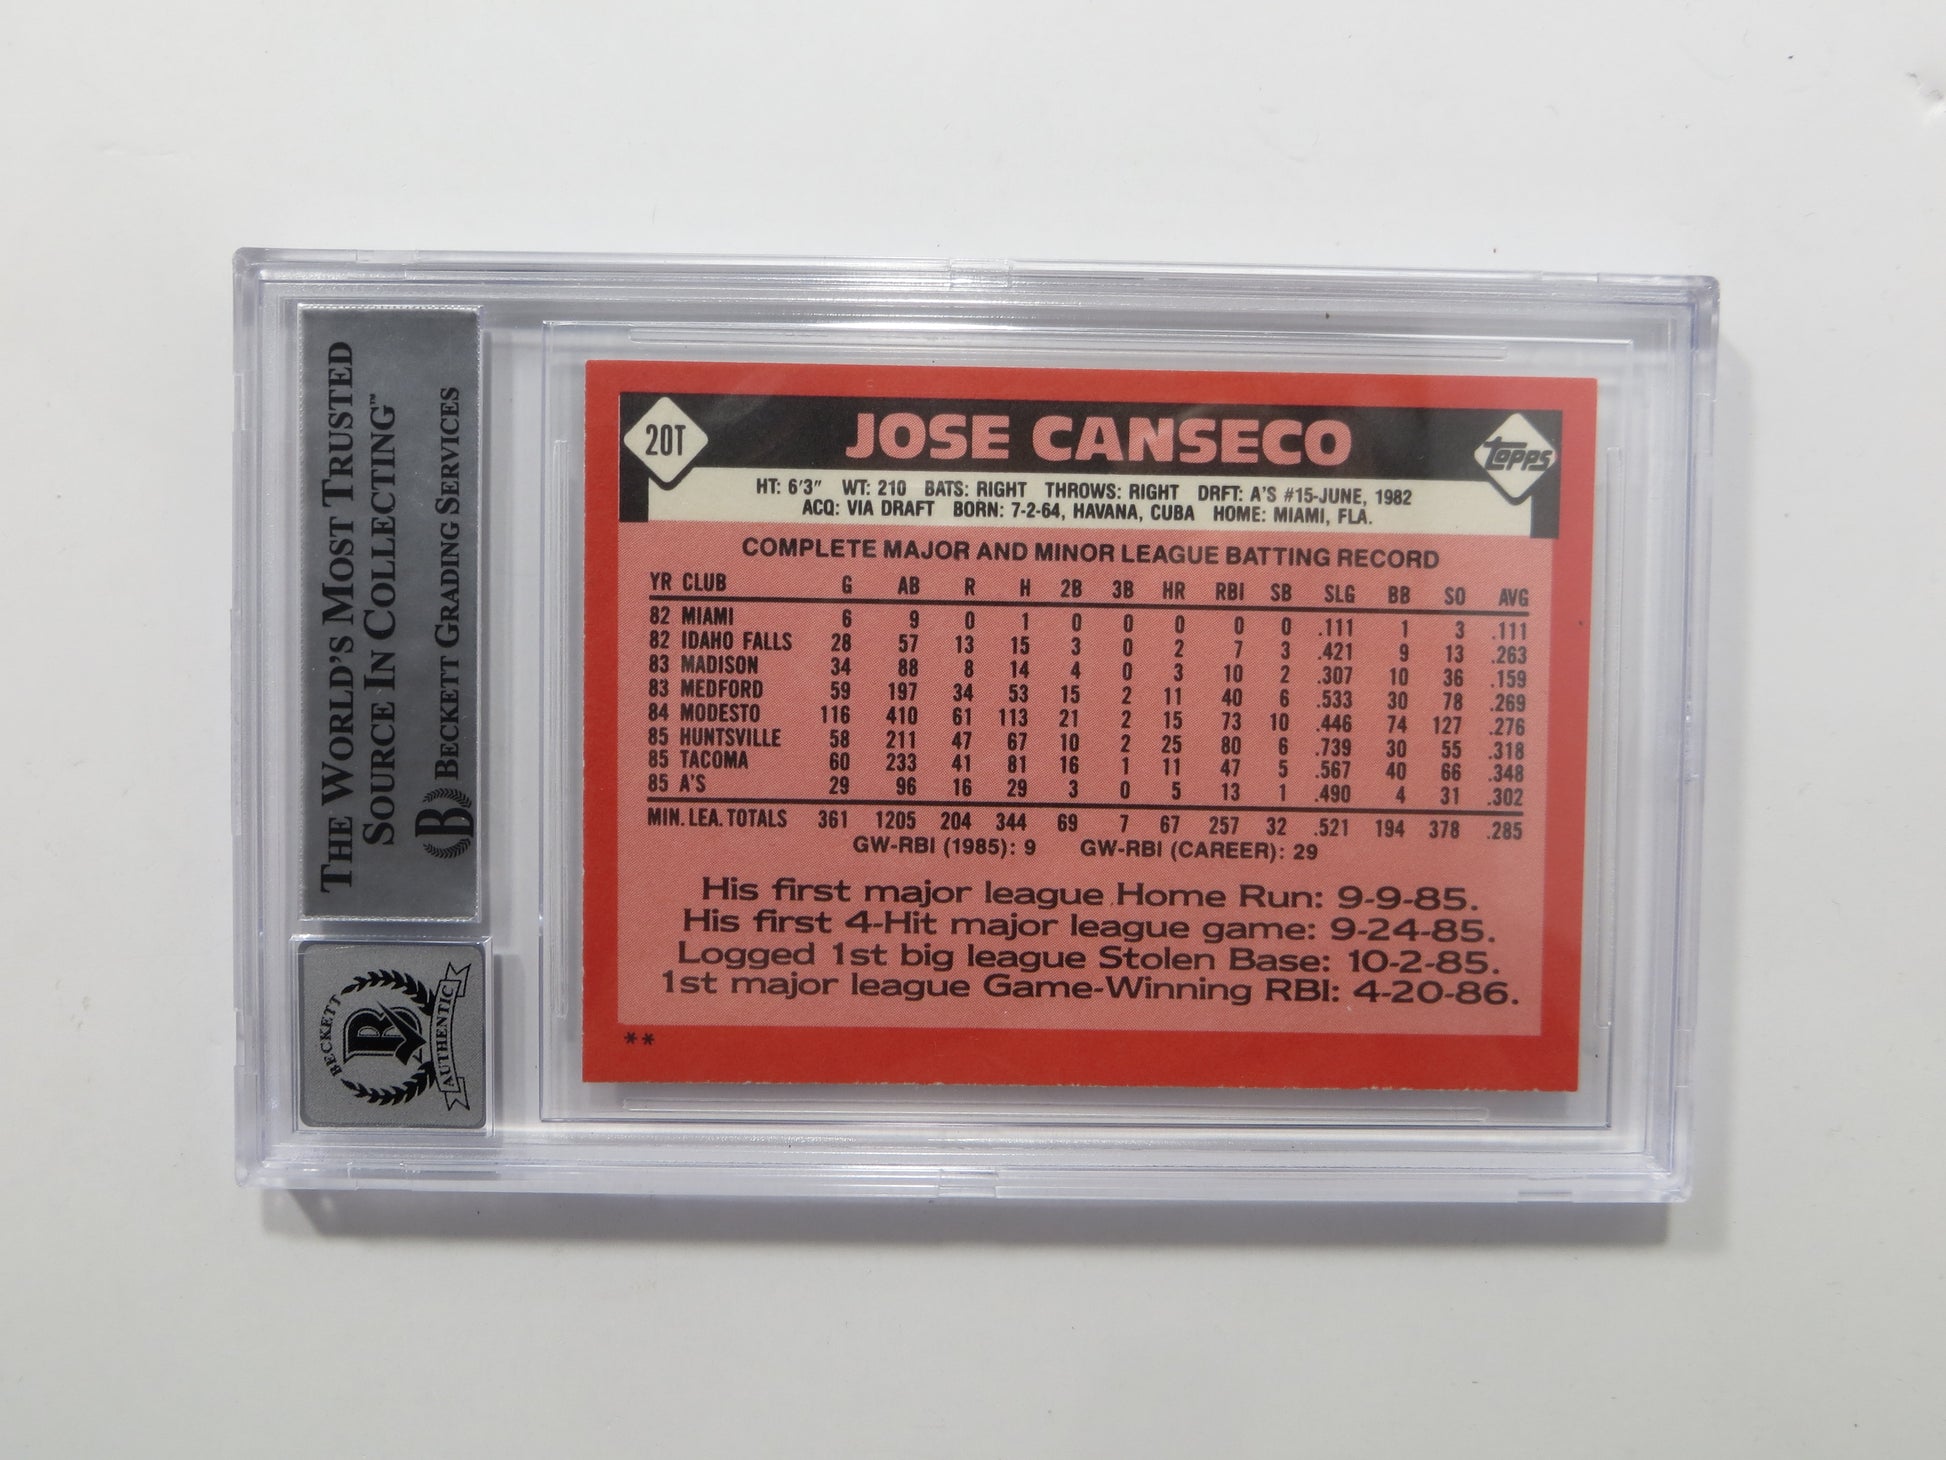 THE WORLD'S MOST TRUSTED
SOURCE IN COLLECTING™
B BECKETT GRADING SERVICES
BECKETT
B
AUTHENTIC
20T
JOSE CANSECO
TOPPS
HT: 6'3" WT: 210 BATS: RIGHT THROWS: RIGHT DRFT: A'S #15-JUNE, 1982
ACQ: VIA DRAFT BORN: 7-2-64, HAVANA, CUBA HOME: MIAMI, FLA.
COMPLETE MAJOR AND MINOR LEAGUE BATTING RECORD
YR CLUB G AB R H 2B 3B HR RBI SB SLG BB SO AVG
82 MIAMI 6 9 0 1 0 0 0 0 0 .111 1 3 .111
82 IDAHO FALLS 28 57 13 15 3 0 2 7 3 .421 9 13 .263
83 MADISON 34 88 8 14 4 0 3 10 2 .307 10 36 .159
83 MEDFORD 59 197 34 53 15 2 11 40 6 .533 30 78 .269
84 MODESTO 116 410 61 113 21 2 15 73 10 .446 74 127 .276
85 HUNTSVILLE 58 211 47 67 10 2 25 80 6 .739 30 55 .318
85 TACOMA 60 233 41 81 16 1 11 47 5 .567 40 66 .348
85 A'S 29 96 16 29 3 0 5 13 1 .490 4 31 .302
MIN. LEA. TOTALS 361 1205 204 344 69 7 67 257 32 .521 194 378 .285
GW-RBI (1985): 9 GW-RBI (CAREER): 29
His first major league Home Run: 9-9-85.
His first 4-Hit major league game: 9-24-85.
Logged 1st big league Stolen Base: 10-2-85.
1st major league Game-Winning RBI: 4-20-86.
**